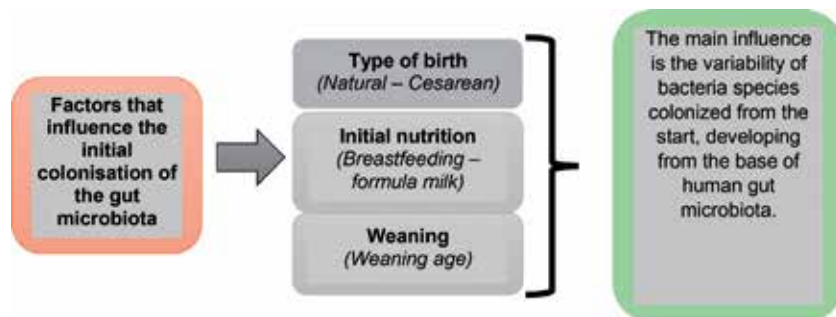 Factors that
influence the
initial
colonisation of
the gut
microbiota
Type of birth
(Natural – Cesarean)
Initial nutrition
(Breastfeeding –
formula milk)
Weaning
(Weaning age)
The main influence
is the variability of
bacteria species
colonized from the
start, developing
from the base of
human gut
microbiota.